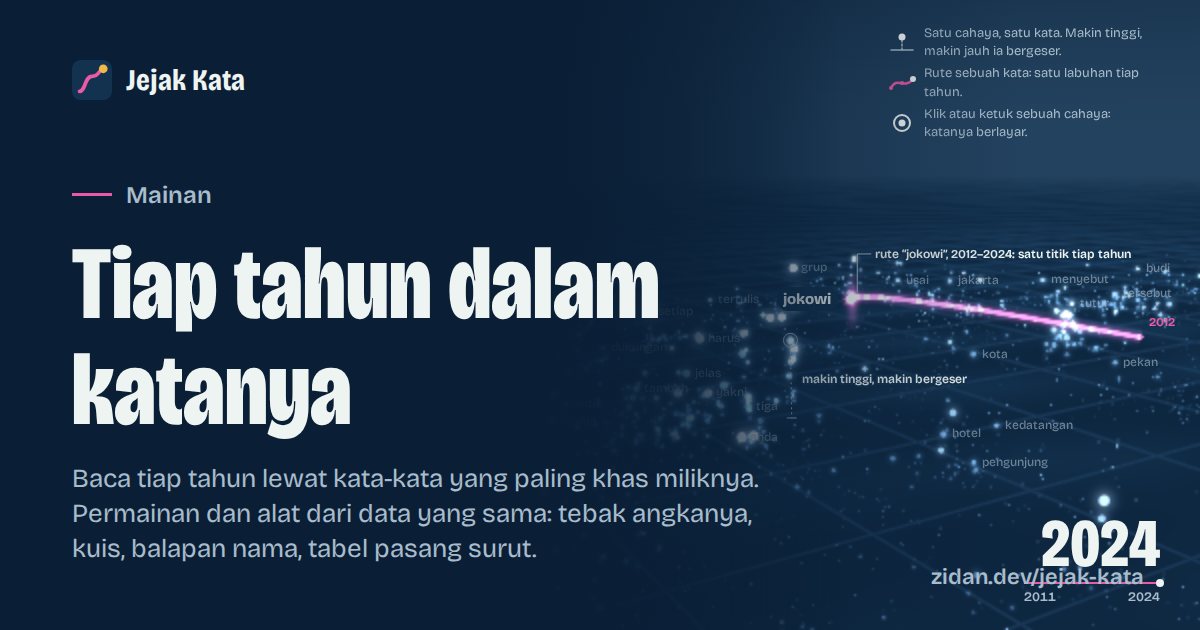 Jejak Kata
Satu cahaya, satu kata. Makin tinggi,
makin jauh ia bergeser.
Rute sebuah kata: satu labuhan tiap
tahun.
Klik atau ketuk sebuah cahaya:
katanya berlayar.
Mainan
Tiap tahun dalam
katanya
Baca tiap tahun lewat kata-kata yang paling khas miliknya.
Permainan dan alat dari data yang sama: tebak angkanya,
kuis, balapan nama, tabel pasang surut.
rute “jokowi”, 2012–2024: satu titik tiap tahun
grup
usai
jakarta
menyebut
budi
tertulis
jokowi
2012
harus
kota
pekan
jelas
makin tinggi, makin bergeser
yakni
tiga
hotel
kedatangan
pengunjung
2024
zidan.dev/jejak-kata
2011
2024